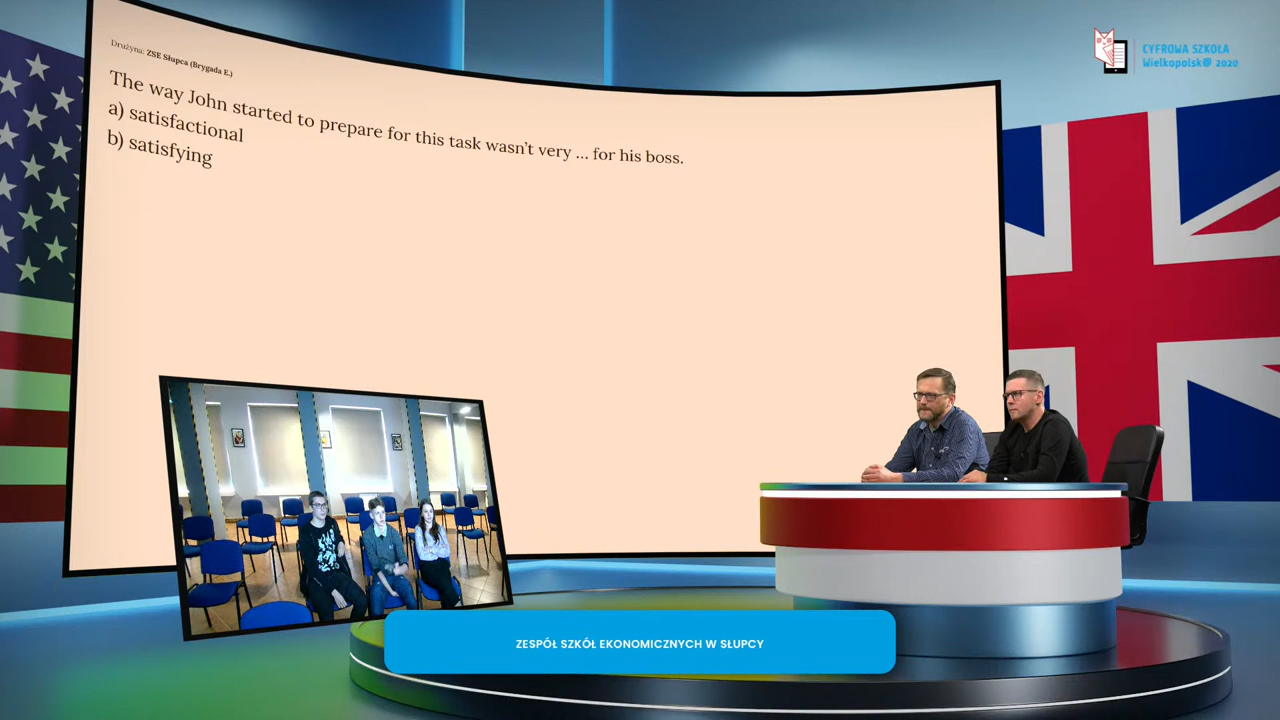 CYFROWA SZKOŁA
Wielkopolsk@ 2020
Drużyna: ZSE Słupca (Brygada E.)
The way John started to prepare for this task wasn't very ... for his boss.
a) satisfactional
b) satisfying
ZESPÓŁ SZKÓŁ EKONOMICZNYCH W SŁUPCY